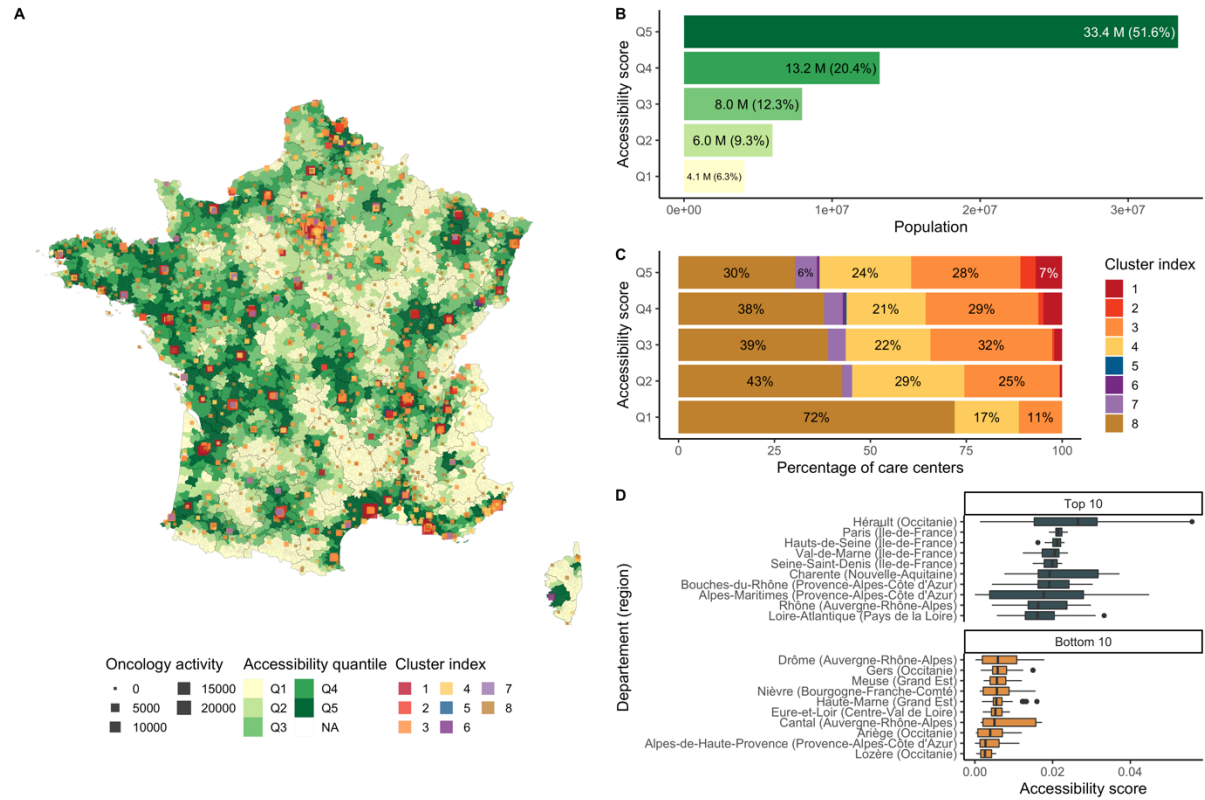 A
Oncology activity
0
5000
10000
15000
20000
Accessibility quantile
Q1
Q2
Q3
Q4
Q5
NA
Cluster index
1
2
3
4
5
6
7
8
B
Accessibility score
Q5
33.4 M (51.6%)
Q4
13.2 M (20.4%)
Q3
8.0 M (12.3%)
Q2
6.0 M (9.3%)
Q1
4.1 M (6.3%)
0e+00 1e+07 2e+07 3e+07
Population
C
Accessibility score
Q5 30% 6% 24% 28% 7%
Q4 38% 21% 29%
Q3 39% 22% 32%
Q2 43% 29% 25%
Q1 72% 17% 11%
0 25 50 75 100
Percentage of care centers
Cluster index
1
2
3
4
5
6
7
8
D
Departement (region)
Top 10
Hérault (Occitanie)
Paris (Île-de-France)
Hauts-de-Seine (Île-de-France)
Val-de-Marne (Île-de-France)
Seine-Saint-Denis (Île-de-France)
Charente (Nouvelle-Aquitaine)
Bouches-du-Rhône (Provence-Alpes-Côte d'Azur)
Alpes-Maritimes (Provence-Alpes-Côte d'Azur)
Rhône (Auvergne-Rhône-Alpes)
Loire-Atlantique (Pays de la Loire)
Bottom 10
Drôme (Auvergne-Rhône-Alpes)
Gers (Occitanie)
Meuse (Grand Est)
Nièvre (Bourgogne-Franche-Comté)
Haute-Marne (Grand Est)
Eure-et-Loir (Centre-Val de Loire)
Cantal (Auvergne-Rhône-Alpes)
Ariège (Occitanie)
Alpes-de-Haute-Provence (Provence-Alpes-Côte d'Azur)
Lozère (Occitanie)
0.00 0.02 0.04
Accessibility score